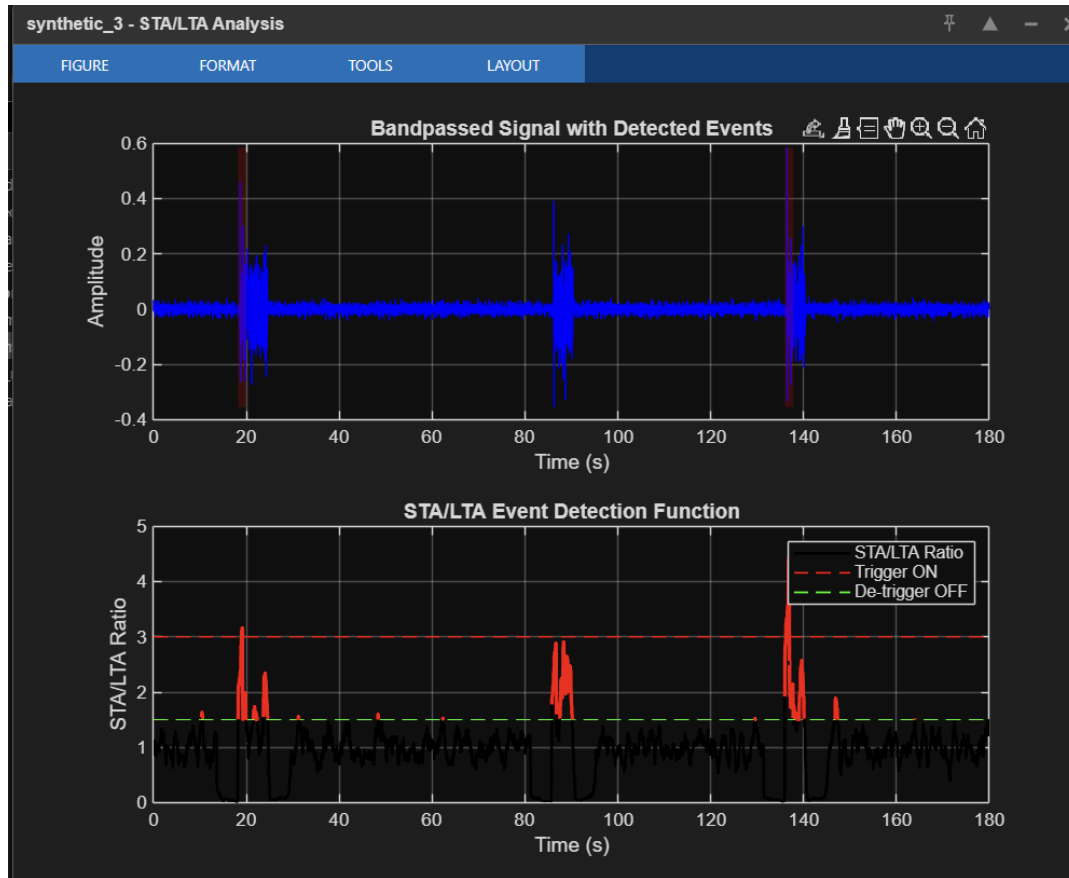 synthetic_3 - STA/LTA Analysis
FIGURE FORMAT TOOLS LAYOUT
Bandpassed Signal with Detected Events
0.6
0.4
0.2
0
-0.2
-0.4
Amplitude
0 20 40 60 80 100 120 140 160 180
Time (s)
STA/LTA Event Detection Function
5
4
3
2
1
0
STA/LTA Ratio
STA/LTA Ratio
Trigger ON
De-trigger OFF
0 20 40 60 80 100 120 140 160 180
Time (s)